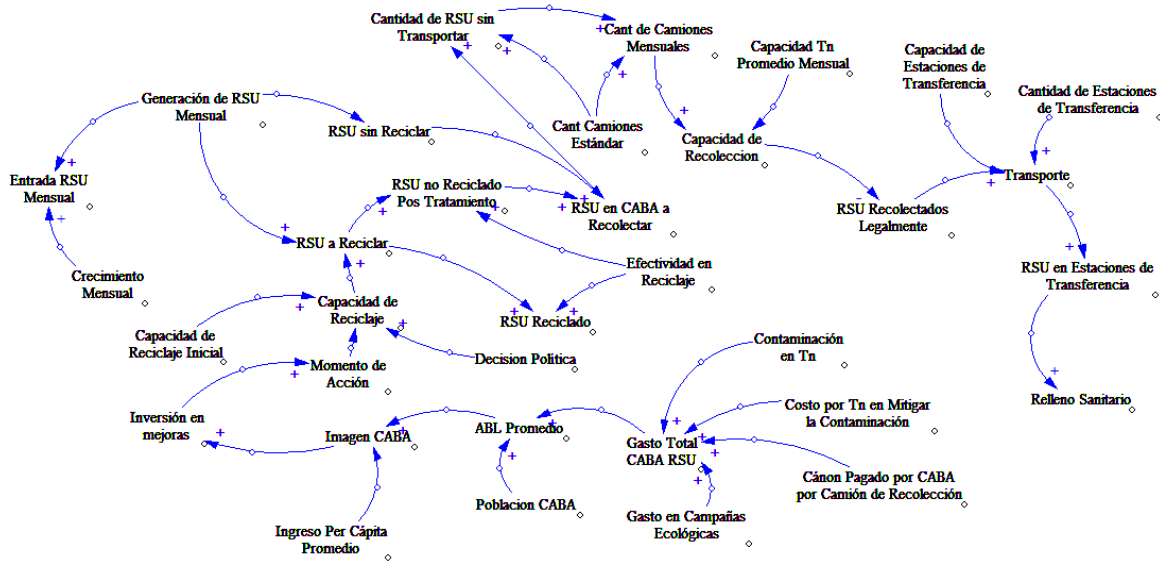 Cantidad de RSU sin
Transportar
Cant de Camiones
Mensuales
Capacidad Tn
Promedio Mensual
Capacidad de
Estaciones de
Transferencia
Cantidad de Estaciones
de Transferencia
Generación de RSU
Mensual
RSU sin Reciclar
Cant Camiones
Estándar
Capacidad de
Recoleccion
Entrada RSU
Mensual
RSU no Reciclado
Pos Tratamiento
RSU en CABA a
Recolectar
RSU Recolectados
Legalmente
Transporte
RSU a Reciclar
Efectividad en
Reciclaje
RSU en Estaciones de
Transferencia
Crecimiento
Mensual
Capacidad de
Reciclaje
RSU Reciclado
Capacidad de
Reciclaje Inicial
Momento de
Acción
Decision Política
Contaminación
en Tn
Relleno Sanitario
Inversión en
mejoras
Imagen CABA
ABL Promedio
Gasto Total
CABA RSU
Costo por Tn en Mitigar
la Contaminación
Cánon Pagado por CABA
por Camión de Recolección
Poblacion CABA
Gasto en Campañas
Ecológicas
Ingreso Per Cápita
Promedio